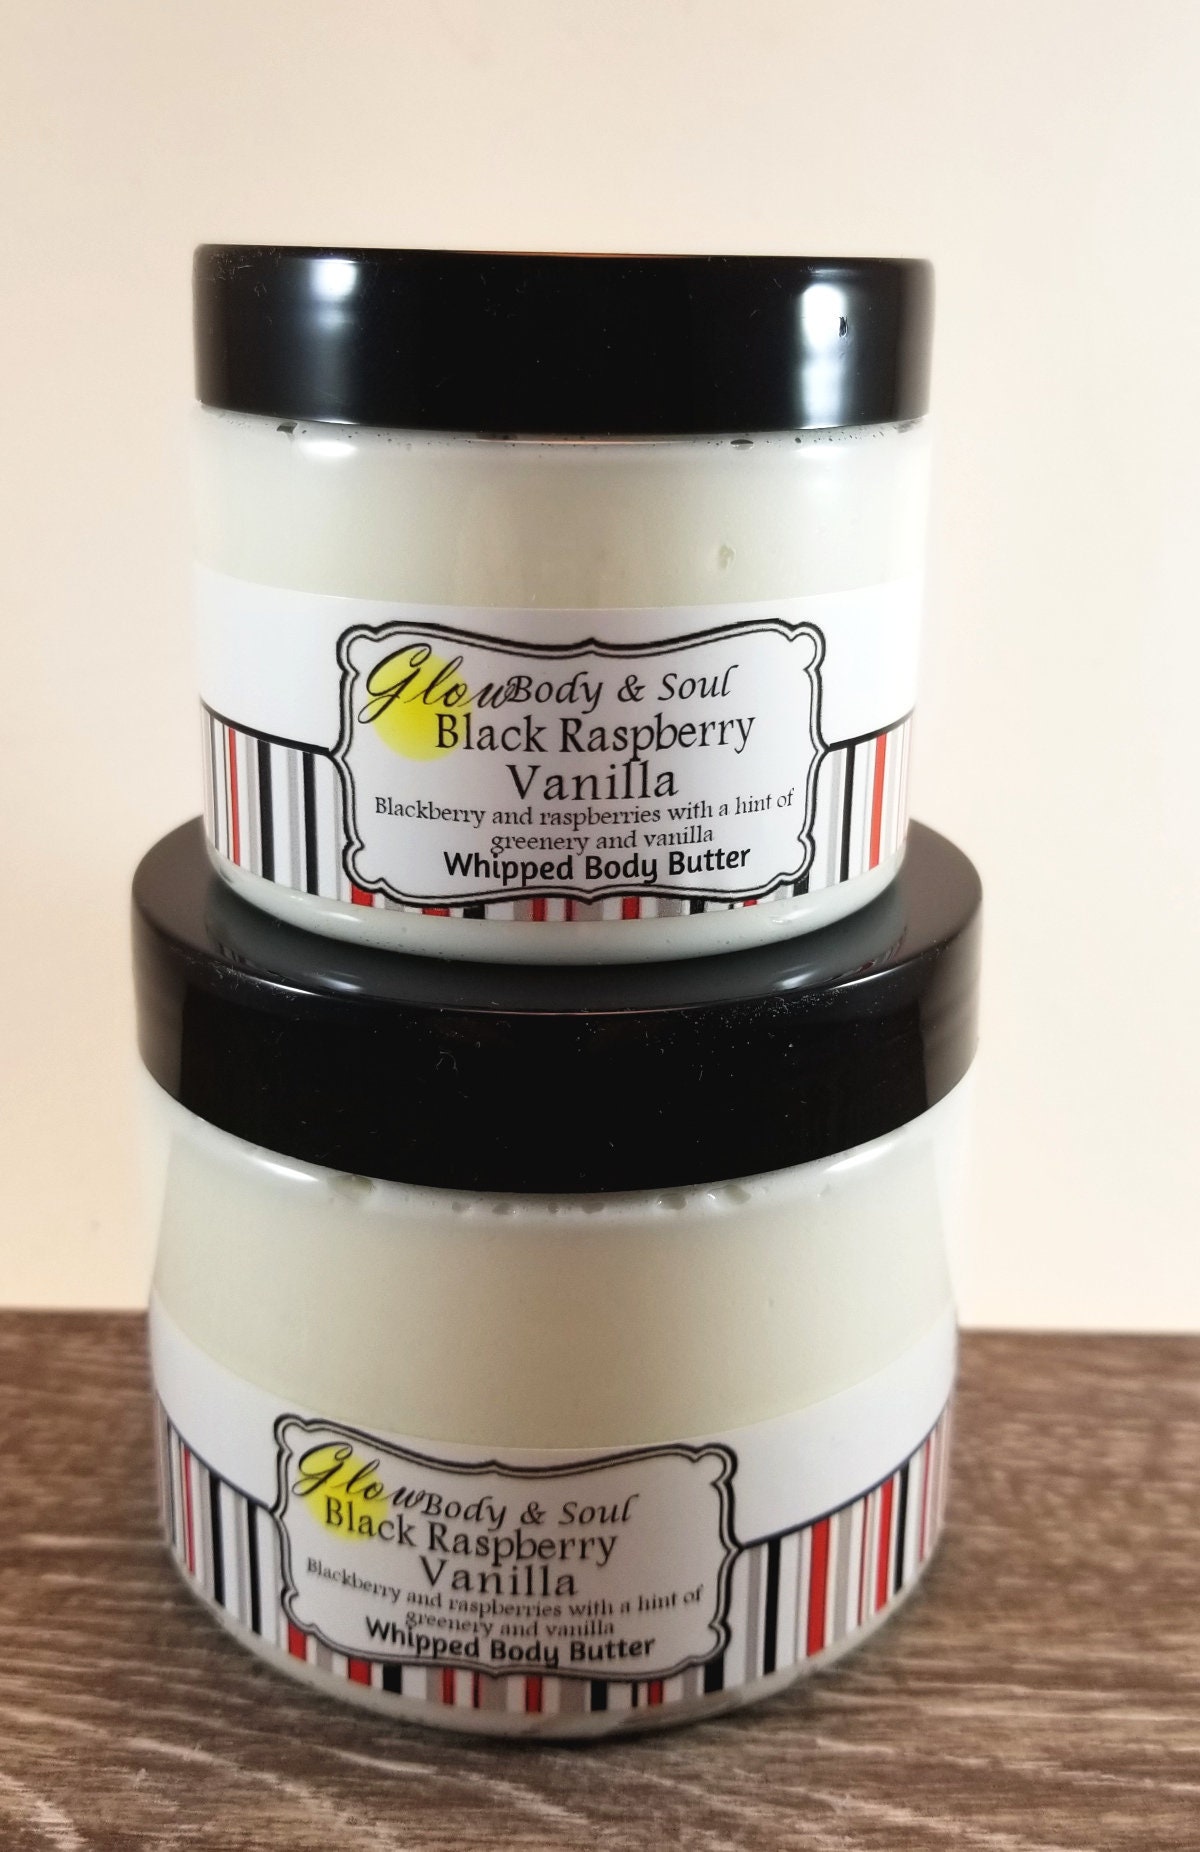 Glow Body & Soul
Black Raspberry
Vanilla
Blackberry and raspberries with a hint of
greenery and vanilla
Whipped Body Butter
Glow Body & Soul
Black Raspberry
Vanilla
Blackberry and raspberries with a hint of
greenery and vanilla
Whipped Body Butter